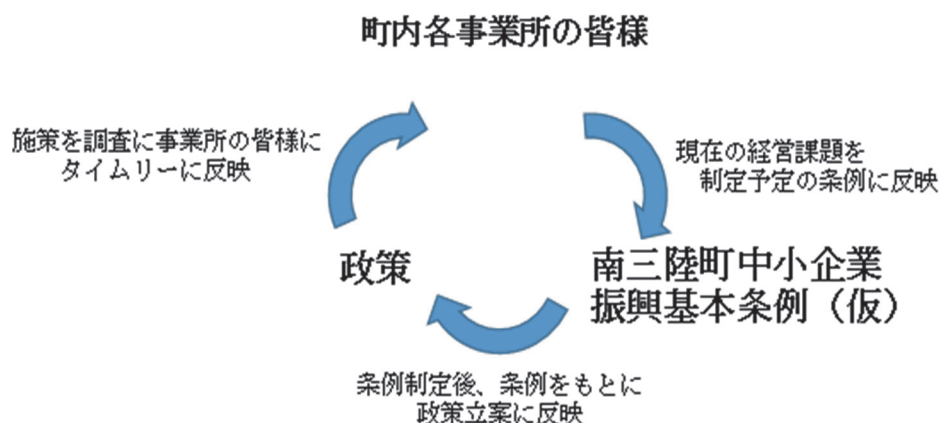 町内各事業所の皆様
施策を調査に事業所の皆様に
タイムリーに反映
現在の経営課題を
制定予定の条例に反映
政策
南三陸町中小企業
振興基本条例（仮）
条例制定後、条例をもとに
政策立案に反映